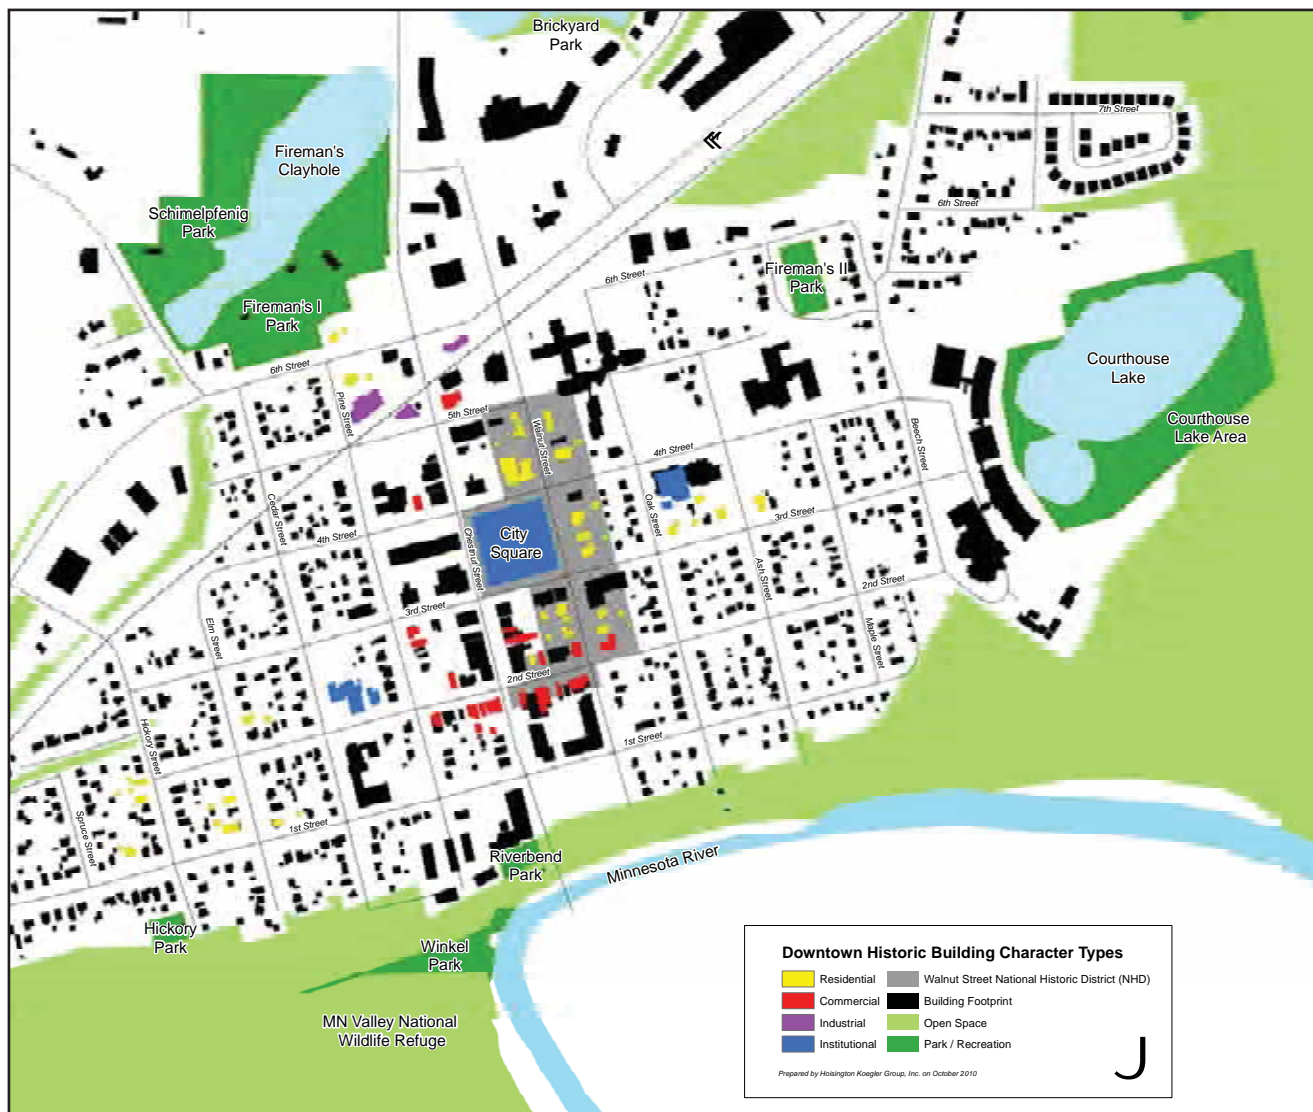 Brickyard
Park
7th Street
Fireman's
Clayhole
6th Street
Schimelpfenig
Park
Fireman's II
Park
6th Street
Fireman's I
Park
Courthouse
Lake
6th Street
Pine Street
5th Street
Walnut Street
Courthouse
Lake Area
Beech Street
4th Street
Cedar Street
4th Street
Chestnut Street
City
Square
Oak Street
3rd Street
Ash Street
2nd Street
3rd Street
Elm Street
Maple Street
2nd Street
Hickory Street
1st Street
Spruce Street
1st Street
Riverbend
Park
Minnesota River
Hickory
Park
Winkel
Park
MN Valley National
Wildlife Refuge
Downtown Historic Building Character Types
Residential
Walnut Street National Historic District (NHD)
Commercial
Building Footprint
Industrial
Open Space
Institutional
Park / Recreation
Prepared by Hoisington Koegler Group, Inc. on October 2010
J